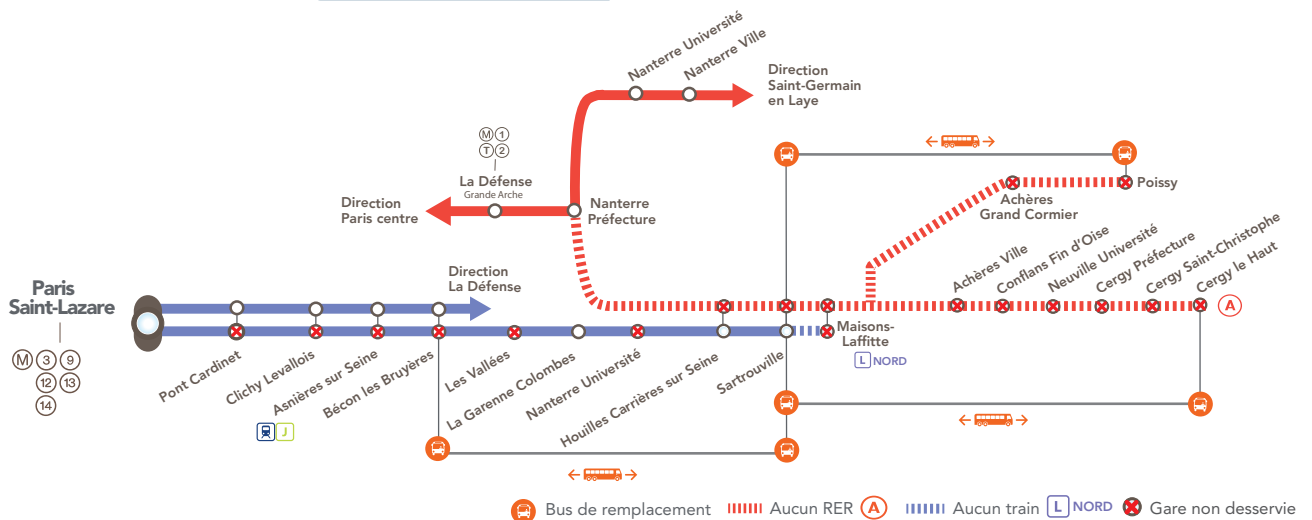 Nanterre Université
Nanterre Ville
Direction
Saint-Germain
en Laye
M 1
T 2
La Défense
Grande Arche
Direction
Paris centre
Nanterre
Préfecture
Poissy
Achères
Grand Cormier
Achères Ville
Conflans Fin d'Oise
Neuville Université
Cergy Préfecture
Cergy Saint-Christophe
Cergy le Haut
A
Direction
La Défense
Paris
Saint-Lazare
M 3 9
12 13
14
Maisons-
Laffitte
L NORD
Pont Cardinet
Clichy Levallois
Asnières sur Seine
Bécon les Bruyères
Les Vallées
La Garenne Colombes
Nanterre Université
Houilles Carrières sur Seine
Sartrouville
J
Bus de remplacement
Aucun RER A
Aucun train L NORD
Gare non desservie